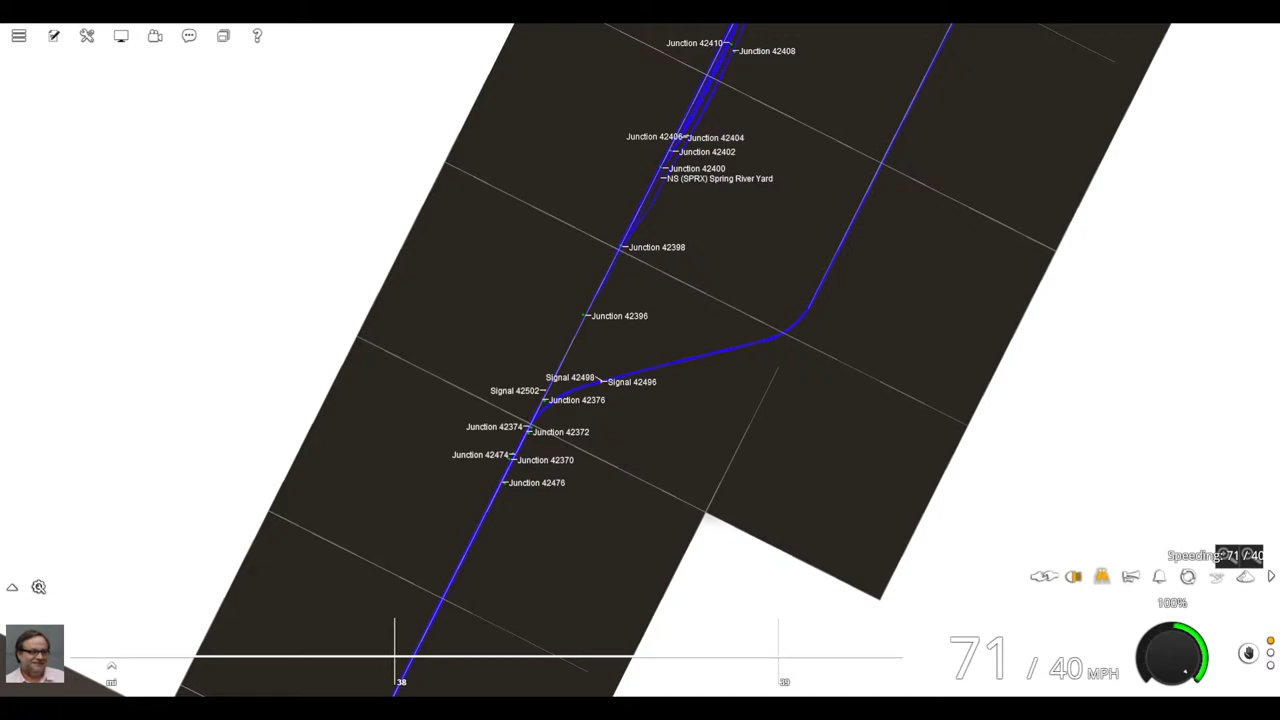 Junction 42410
Junction 42408
Junction 42406
Junction 42404
Junction 42402
Junction 42400
NS (SPRX) Spring River Yard
Junction 42398
Junction 42396
Signal 42498
Signal 42496
Signal 42502
Junction 42376
Junction 42374
Junction 42372
Junction 42474
Junction 42370
Junction 42476
Speeding: 71 / 40
100%
71 / 40 MPH
mi
38
39